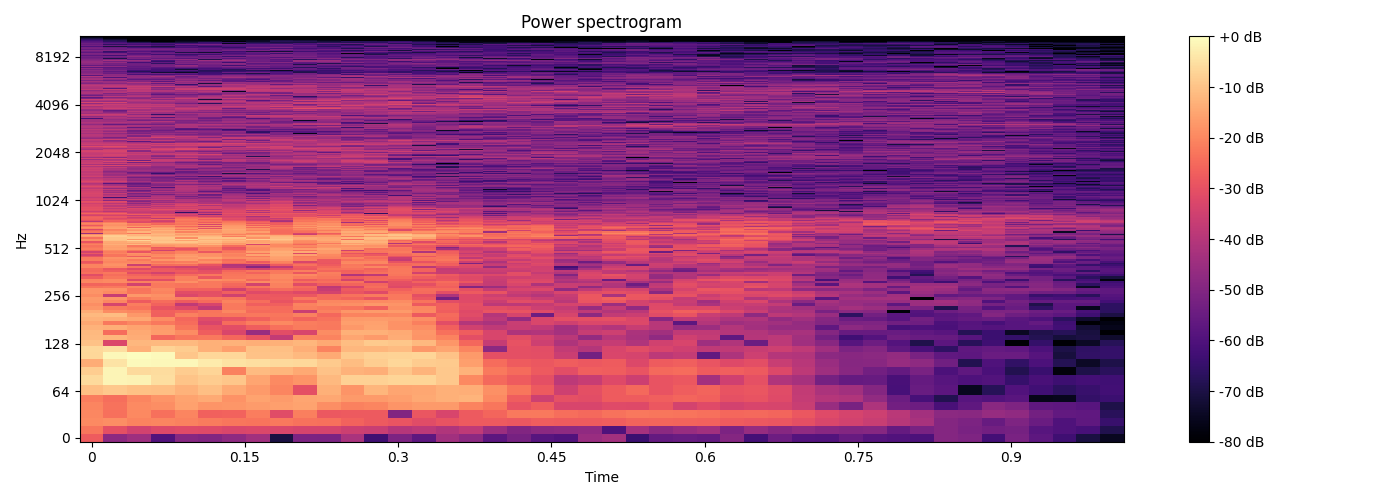 Power spectrogram
Hz
8192
4096
2048
1024
512
256
128
64
0
0 0.15 0.3 0.45 0.6 0.75 0.9
Time
+0 dB
-10 dB
-20 dB
-30 dB
-40 dB
-50 dB
-60 dB
-70 dB
-80 dB